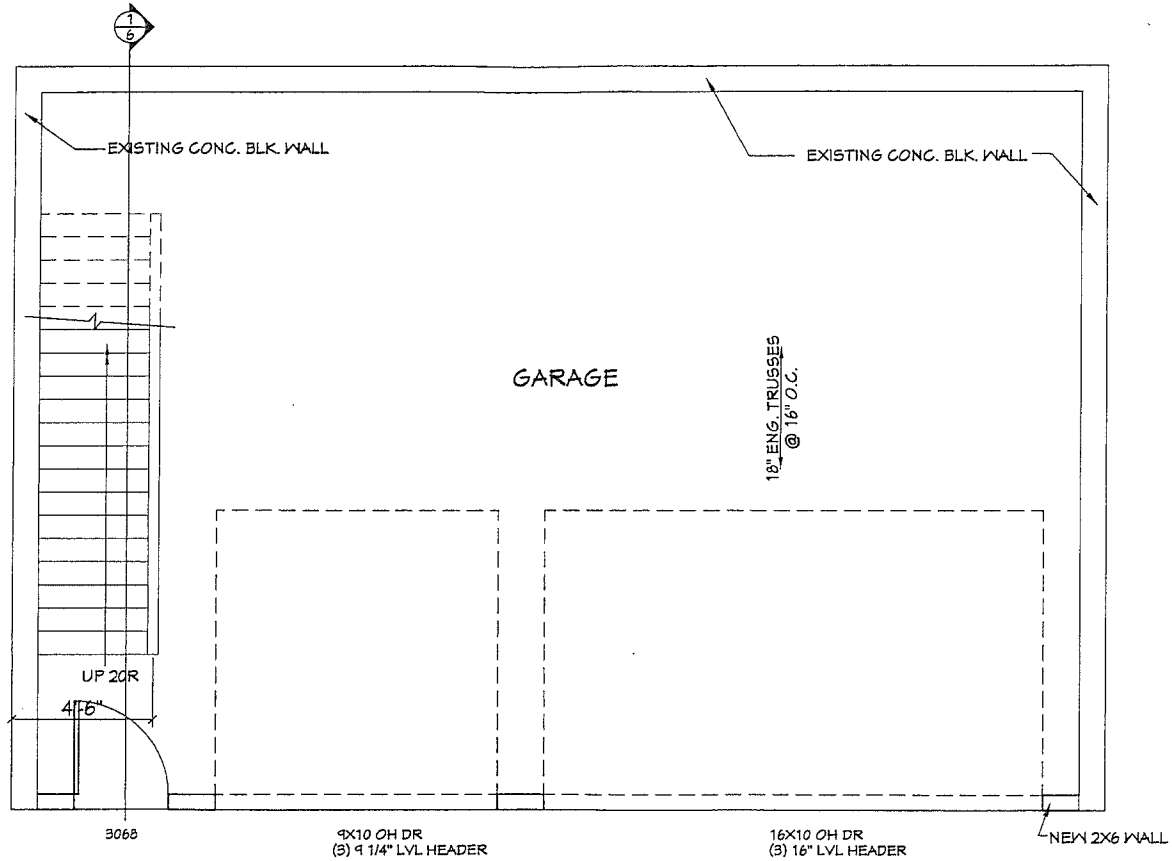 1
6
EXISTING CONC. BLK. WALL
EXISTING CONC. BLK. WALL
GARAGE
18" ENG. TRUSSES
@ 16" O.C.
UP 20R
4'-6"
3068
9X10 OH DR
(3) 9 1/4" LVL HEADER
16X10 OH DR
(3) 16" LVL HEADER
NEW 2X6 WALL